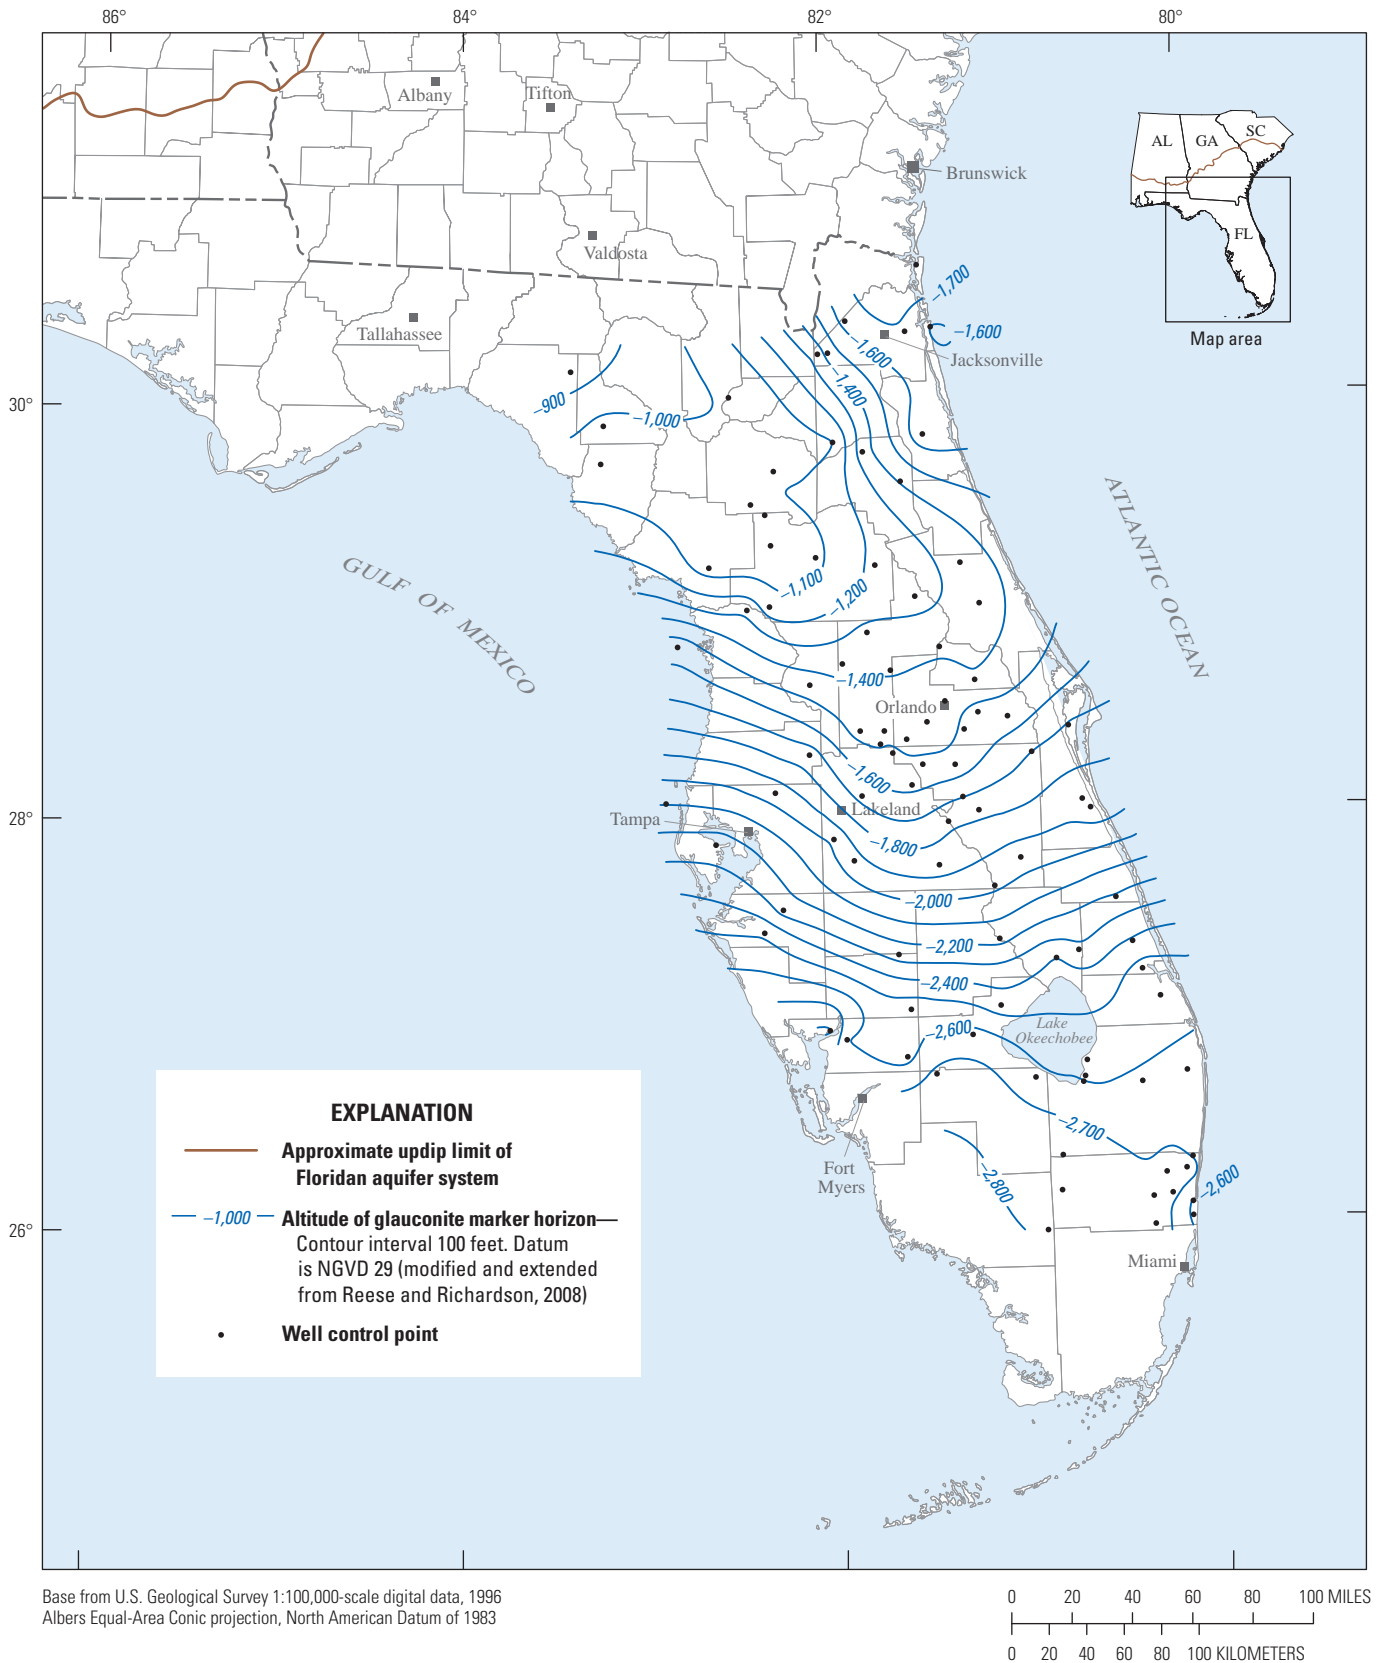 86°
84°
82°
80°
30°
28°
26°
Albany
Tifton
Brunswick
Valdosta
Tallahassee
Jacksonville
AL
GA
SC
FL
Map area
–1,700
–1,600
–1,600
–1,400
–900
–1,000
ATLANTIC OCEAN
GULF OF MEXICO
–1,100
–1,200
–1,400
Orlando
–1,600
Lakeland
Tampa
–1,800
–2,000
–2,200
–2,400
–2,600
Lake
Okeechobee
–2,700
–2,800
–2,600
Fort
Myers
Miami
EXPLANATION
Approximate updip limit of
Floridan aquifer system
–1,000
Altitude of glauconite marker horizon—
Contour interval 100 feet. Datum
is NGVD 29 (modified and extended
from Reese and Richardson, 2008)
Well control point
Base from U.S. Geological Survey 1:100,000-scale digital data, 1996
Albers Equal-Area Conic projection, North American Datum of 1983
0 20 40 60 80 100 MILES
0 20 40 60 80 100 KILOMETERS